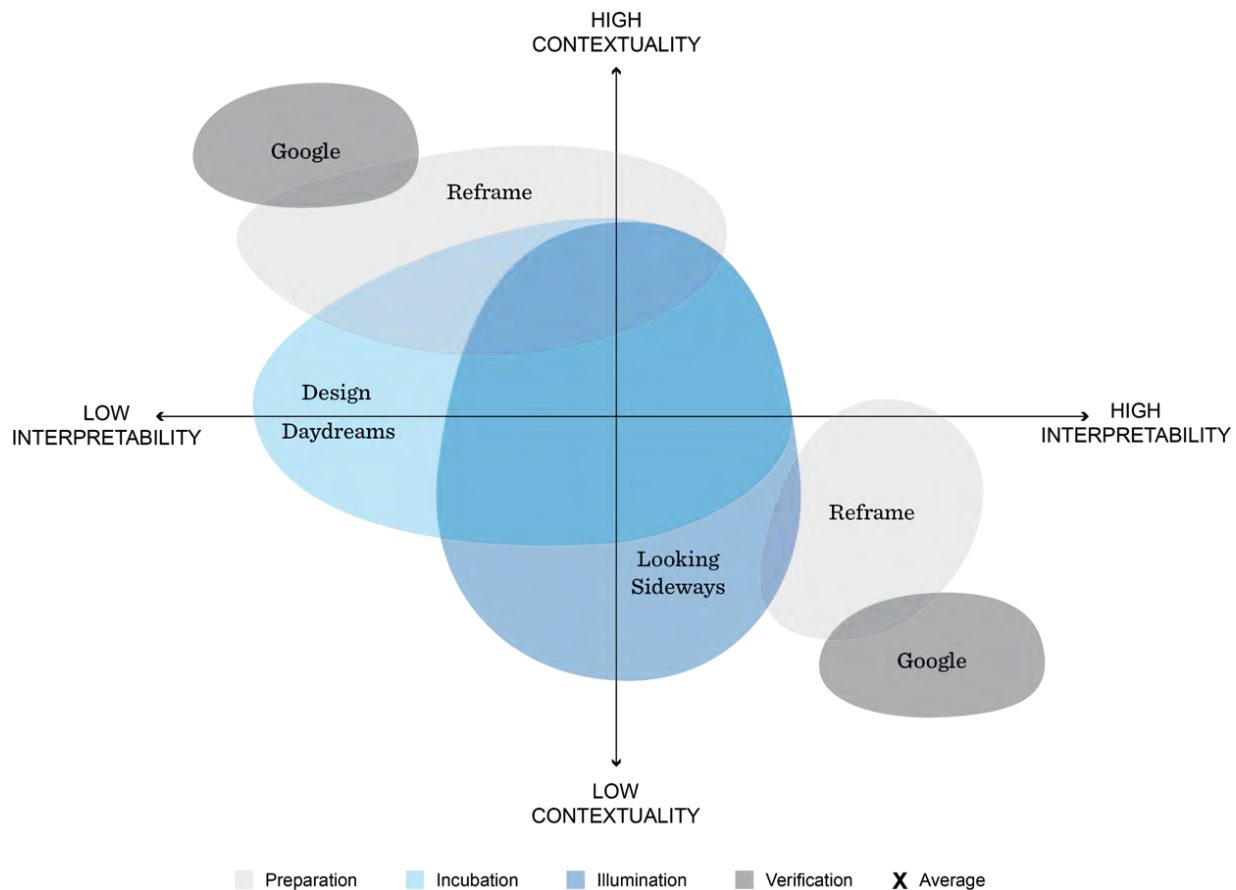 HIGH
CONTEXTUALITY
Google
Reframe
Design
Daydreams
LOW
INTERPRETABILITY
HIGH
INTERPRETABILITY
Reframe
Looking
Sideways
Google
LOW
CONTEXTUALITY
Preparation
Incubation
Illumination
Verification
X Average